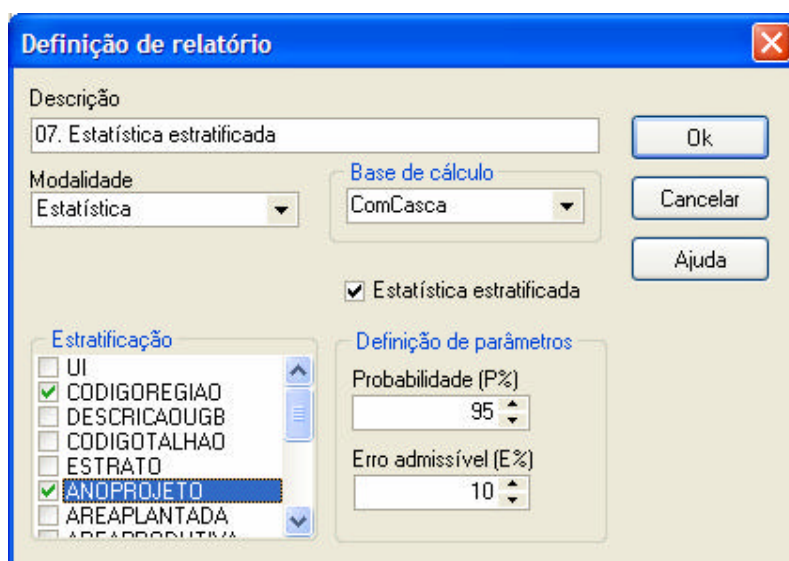 Definição de relatório
Descrição
07. Estatística estratificada
Ok
Modalidade
Base de cálculo
Estatística
ComCasca
Cancelar
Ajuda
Estatística estratificada
Estratificação
Definição de parâmetros
UI
CODIGOREGIAO
DESCRICAOUGB
CODIGOTALHAO
ESTRATO
ANOPROJETO
AREAPLANTADA
AREAPRODUTIVA
Probabilidade (P%)
95
Erro admissível (E%)
10